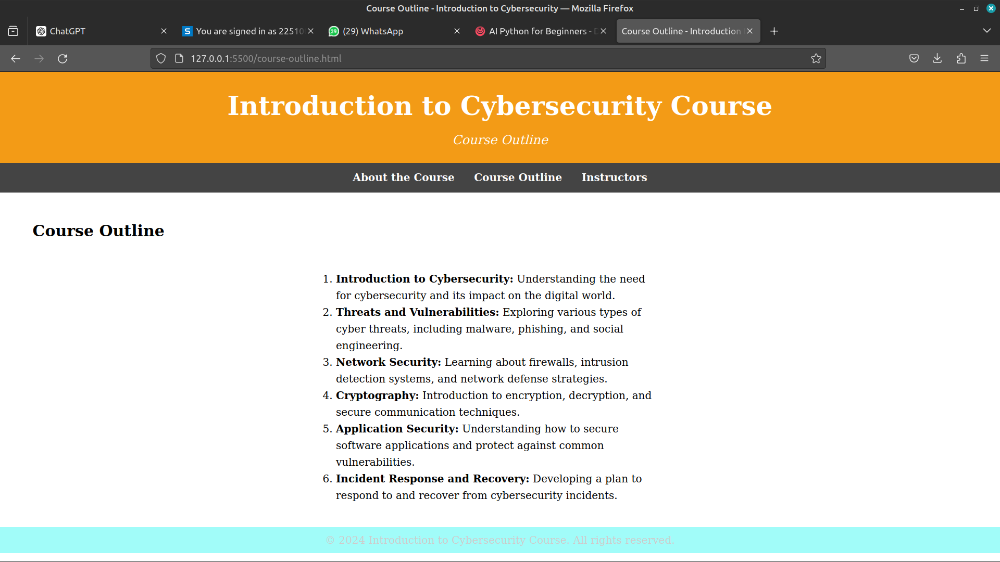 Course Outline - Introduction to Cybersecurity — Mozilla Firefox
ChatGPT
You are signed in as 22510
(29) WhatsApp
AI Python for Beginners -
Course Outline - Introduction
127.0.0.1:5500/course-outline.html
Introduction to Cybersecurity Course
Course Outline
About the Course Course Outline Instructors
Course Outline
1. Introduction to Cybersecurity: Understanding the need
for cybersecurity and its impact on the digital world.
2. Threats and Vulnerabilities: Exploring various types of
cyber threats, including malware, phishing, and social
engineering.
3. Network Security: Learning about firewalls, intrusion
detection systems, and network defense strategies.
4. Cryptography: Introduction to encryption, decryption, and
secure communication techniques.
5. Application Security: Understanding how to secure
software applications and protect against common
vulnerabilities.
6. Incident Response and Recovery: Developing a plan to
respond to and recover from cybersecurity incidents.
© 2024 Introduction to Cybersecurity Course. All rights reserved.